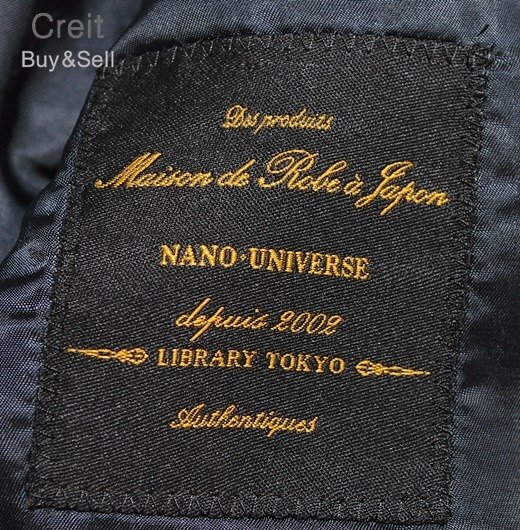 Creit
Buy&Sell
Des produits
Maison de Robe à Japon
NANO·UNIVERSE
depuis 2002
LIBRARY TOKYO
Authentiques